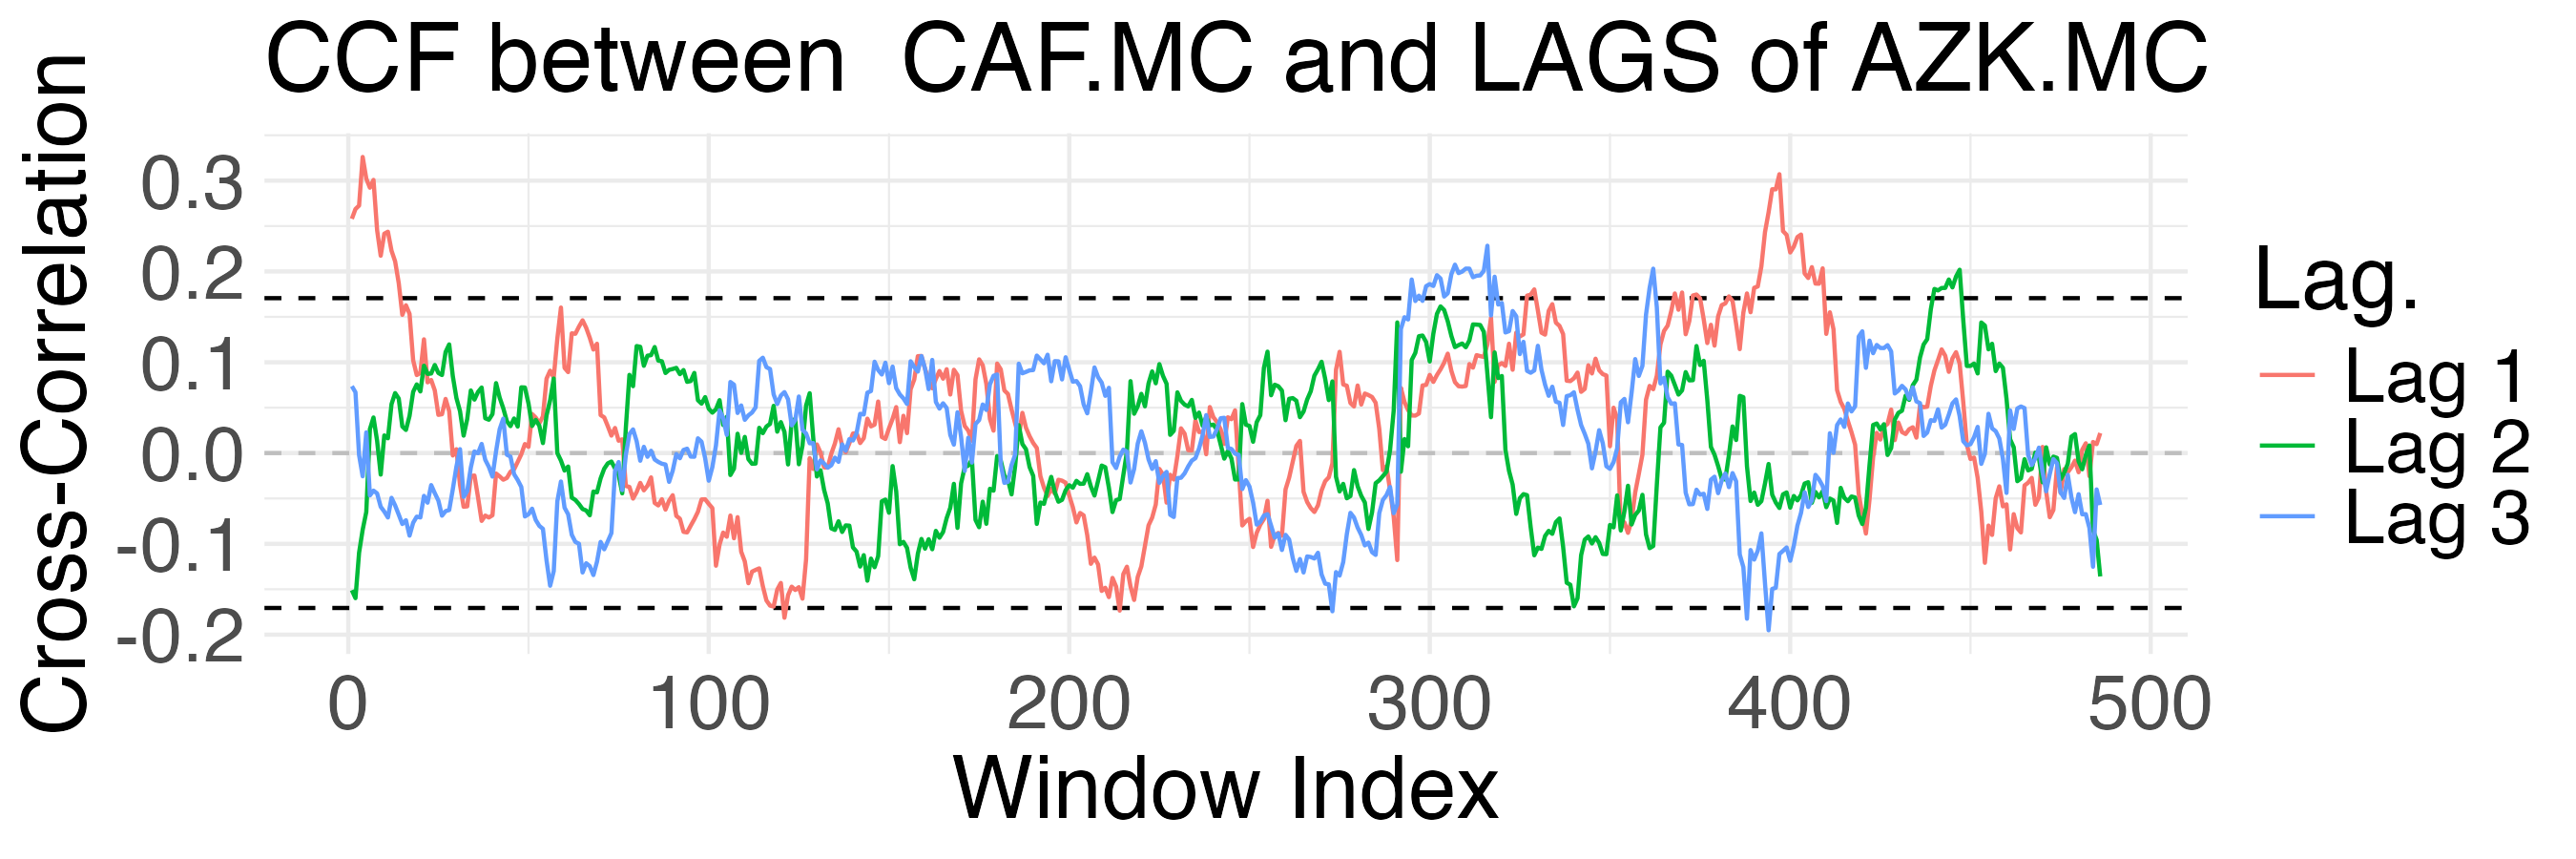 CCF between  CAF.MC and LAGS of AZK.MC
Cross-Correlation
0.3
0.2
0.1
0.0
-0.1
-0.2
0 100 200 300 400 500
Window Index
Lag.
Lag 1
Lag 2
Lag 3